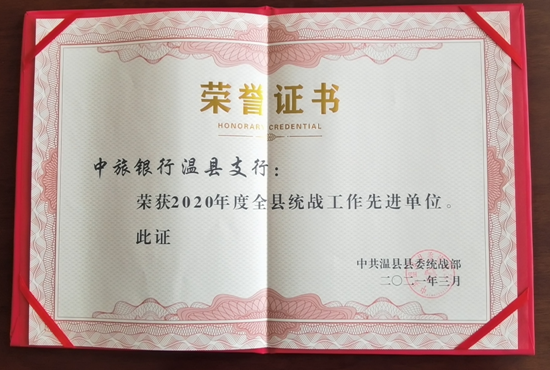 荣誉证书
HONORARY CREDENTIAL
中旅银行温县支行：
荣获2020年度全县统战工作先进单位。
此证
中共温县县委统战部
二〇二一年三月